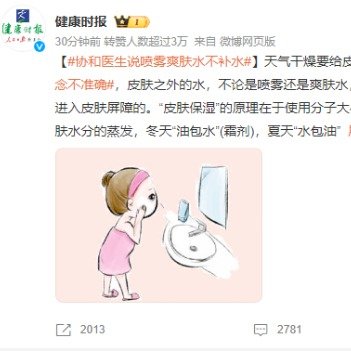 健康时报
30分钟前 转赞人数超过3万 来自 微博网页版
【#协和医生说喷雾爽肤水不补水#】天气干燥要给皮
念不准确#，皮肤之外的水，不论是喷雾还是爽肤水，
进入皮肤屏障的。“皮肤保湿”的原理在于使用分子大
肤水分的蒸发，冬天“油包水”(霜剂)，夏天“水包油”
2013
2781